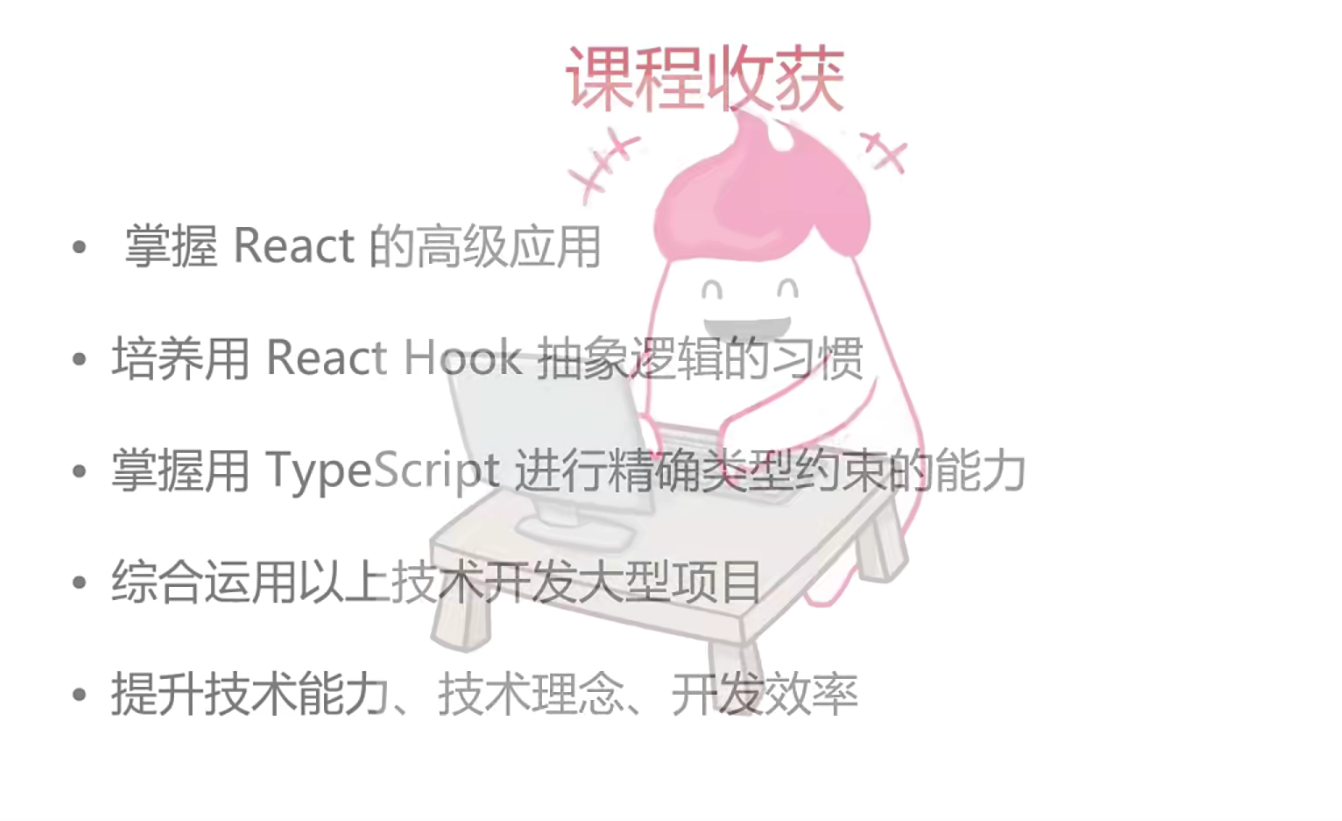 课程收获
• 掌握 React 的高级应用
• 培养用 React Hook 抽象逻辑的习惯
• 掌握用 TypeScript 进行精确类型约束的能力
• 综合运用以上技术开发大型项目
• 提升技术能力、技术理念、开发效率